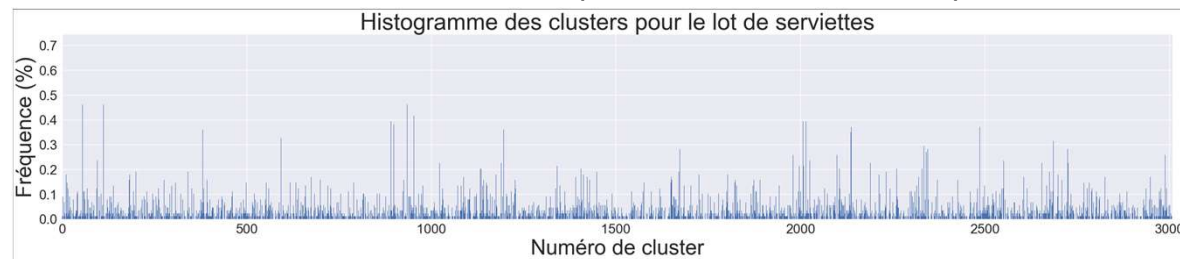 Histogramme des clusters pour le lot de serviettes
Fréquence (%)
0.7
0.6
0.5
0.4
0.3
0.2
0.1
0.0
0 500 1000 1500 2000 2500 3000
Numéro de cluster